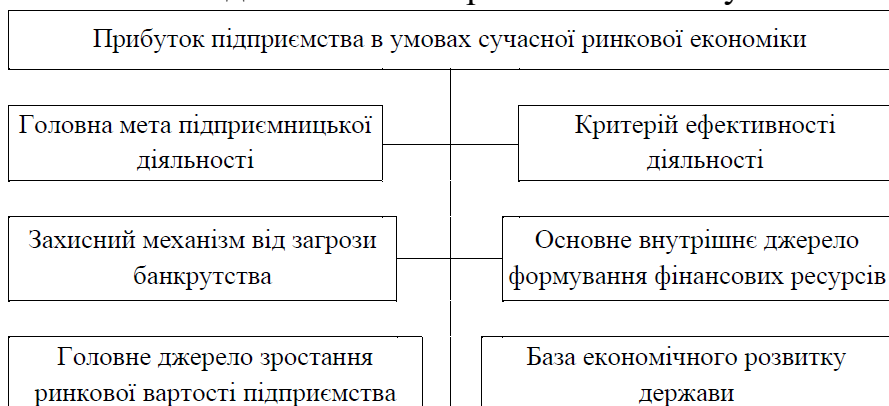 Прибуток підприємства в умовах сучасної ринкової економіки
Головна мета підприємницької
діяльності
Критерій ефективності
діяльності
Захисний механізм від загрози
банкрутства
Основне внутрішнє джерело
формування фінансових ресурсів
Головне джерело зростання
ринкової вартості підприємства
База економічного розвитку
держави